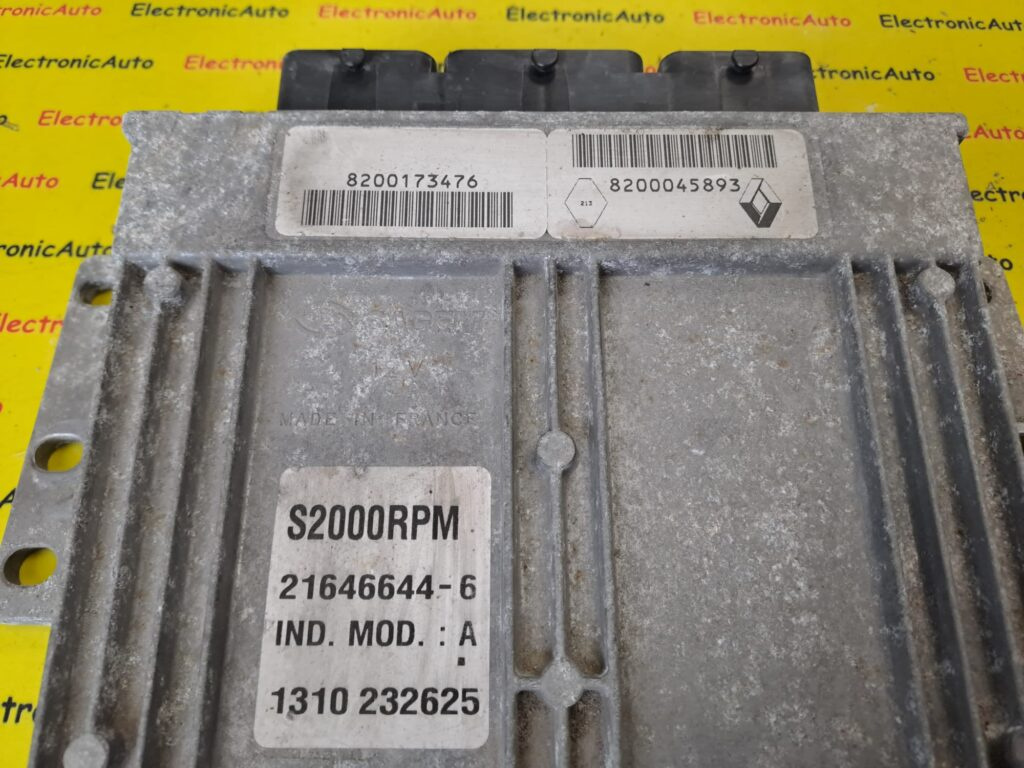 ElectronicAuto ElectronicAuto ElectronicAuto ElectronicAuto
ElectronicAuto ElectronicAuto ElectronicAuto
8200173476
8200045893
213
MADE IN FRANCE
S2000RPM
21646644-6
IND. MOD. : A
1310 232625